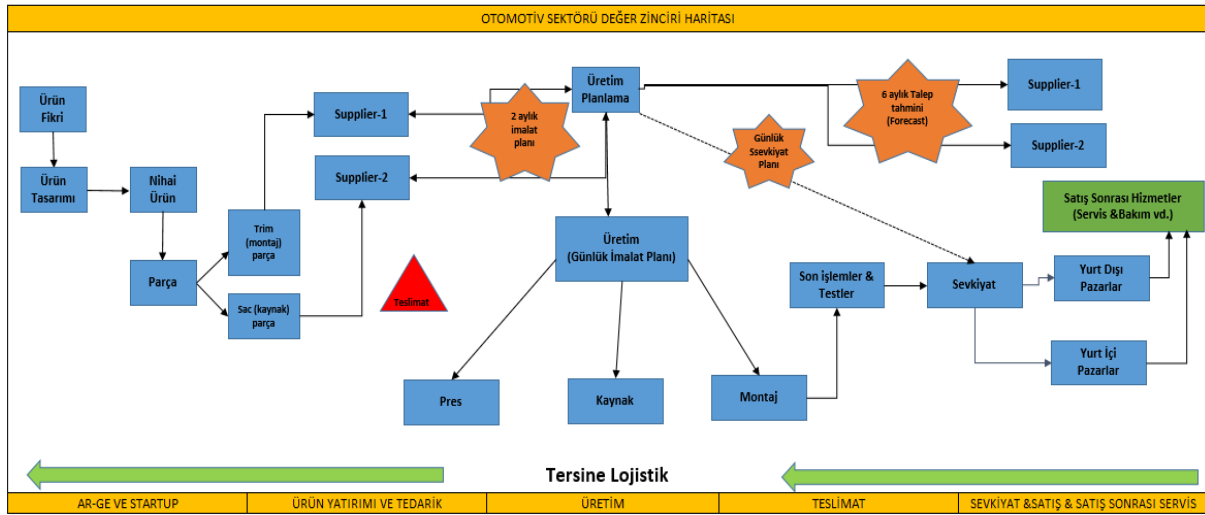 OTOMOTİV SEKTÖRÜ DEĞER ZİNCİRİ HARİTASI
Ürün
Fikri
Ürün
Tasarımı
Nihai
Ürün
Parça
Trim
(montaj)
parça
Sac (kaynak)
parça
Supplier-1
Supplier-2
Teslimat
2 aylık
imalat
planı
Üretim
Planlama
Üretim
(Günlük İmalat Planı)
Pres
Kaynak
Montaj
Günlük
Ssevkiyat
Planı
6 aylık Talep
tahmini
(Forecast)
Supplier-1
Supplier-2
Son işlemler &
Testler
Sevkiyat
Yurt Dışı
Pazarlar
Yurt İçi
Pazarlar
Satış Sonrası Hizmetler
(Servis &Bakım vd.)
Tersine Lojistik
AR-GE VE STARTUP
ÜRÜN YATIRIMI VE TEDARİK
ÜRETİM
TESLİMAT
SEVKİYAT &SATIŞ & SATIŞ SONRASI SERVİS